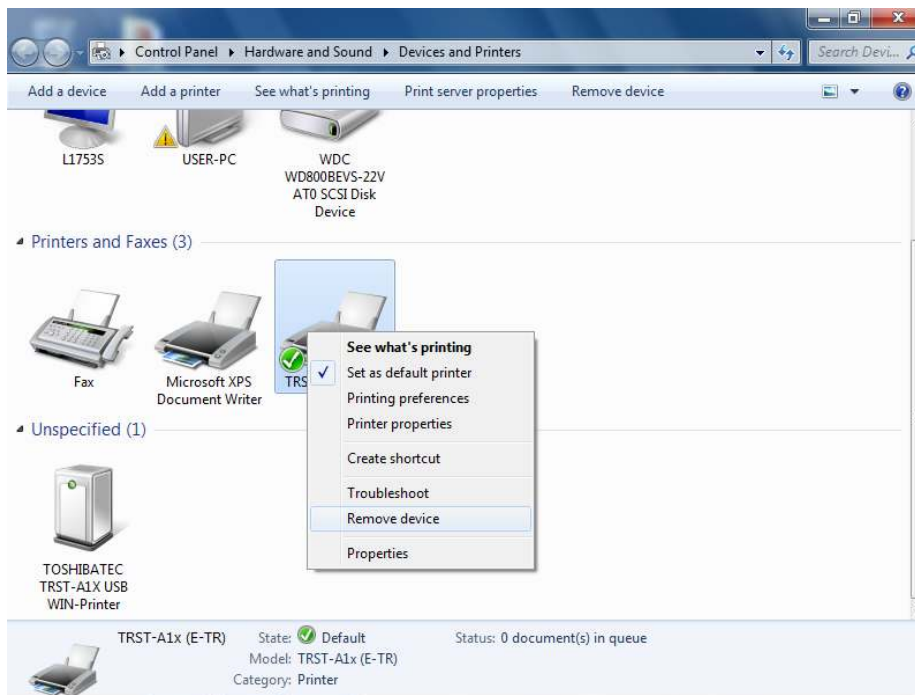 Control Panel ▸ Hardware and Sound ▸ Devices and Printers
Search Devi...
Add a device Add a printer See what's printing Print server properties Remove device
L1753S
USER-PC
WDC
WD800BEVS-22V
AT0 SCSI Disk
Device
Printers and Faxes (3)
Fax
Microsoft XPS
Document Writer
TRS
See what's printing
Set as default printer
Printing preferences
Printer properties
Create shortcut
Troubleshoot
Remove device
Properties
Unspecified (1)
TOSHIBATEC
TRST-A1X USB
WIN-Printer
TRST-A1x (E-TR) State: Default Status: 0 document(s) in queue
Model: TRST-A1x (E-TR)
Category: Printer